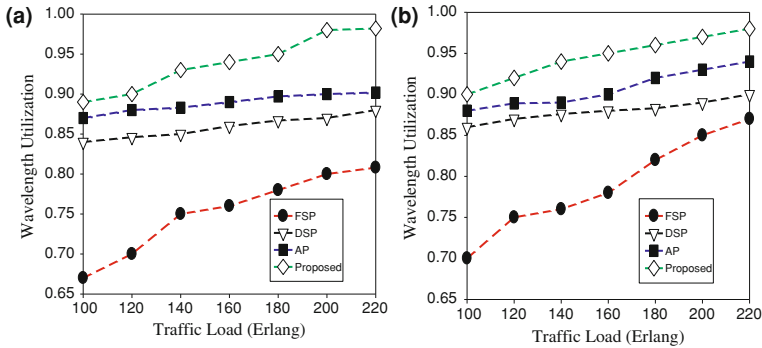 (a)
Wavelength Utilization
1.00
0.95
0.90
0.85
0.80
0.75
0.70
0.65
FSP
DSP
AP
Proposed
100 120 140 160 180 200 220
Traffic Load (Erlang)
(b)
Wavelength Utilization
1.00
0.95
0.90
0.85
0.80
0.75
0.70
0.65
FSP
DSP
AP
Proposed
100 120 140 160 180 200 220
Traffic Load (Erlang)